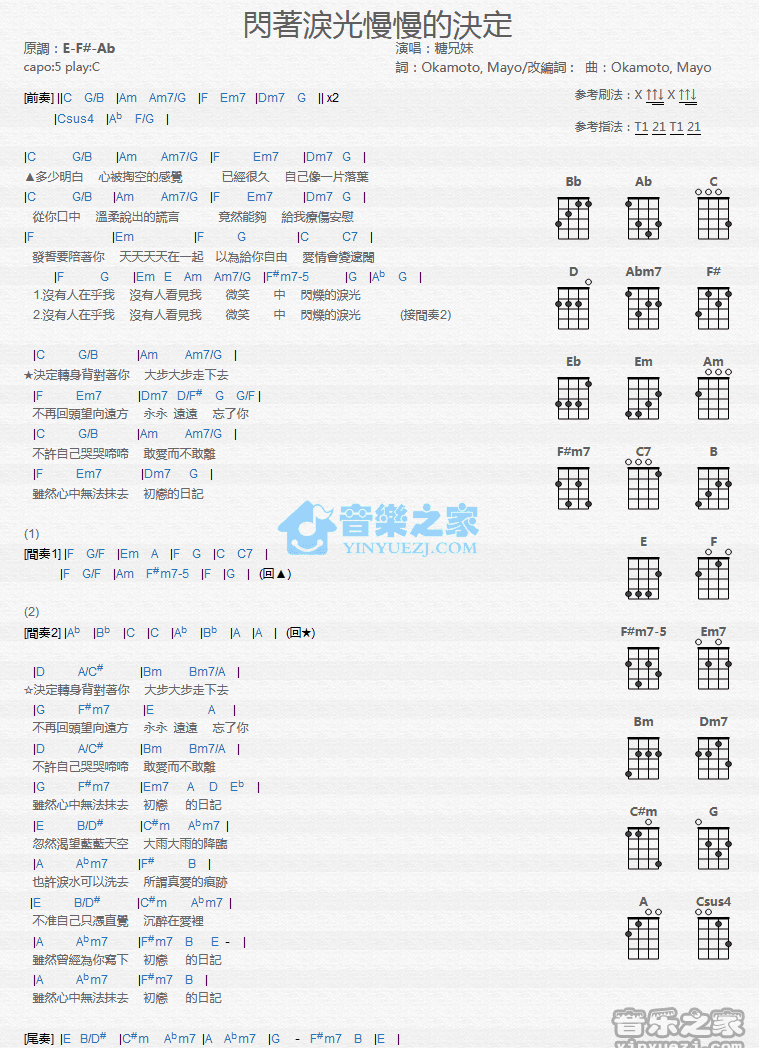 閃著淚光慢慢的決定
原調：E-F#-Ab
演唱：糖兄妹
capo:5 play:C
詞：Okamoto, Mayo/改編詞： 曲：Okamoto, Mayo
參考刷法：X ↑↑↓ X ↑↑↓
參考指法：T1 21 T1 21
[前奏] ||C G/B |Am Am7/G |F Em7 |Dm7 G || x2
|Csus4 |Ab F/G |
|C G/B |Am Am7/G |F Em7 |Dm7 G |
▲多少明白 心被掏空的感覺 已經很久 自己像一片落葉
|C G/B |Am Am7/G |F Em7 |Dm7 G |
從你口中 溫柔說出的謊言 竟然能夠 給我療傷安慰
|F |Em |F G |C C7 |
發誓要陪著你 天天天天在一起 以為給你自由 愛情會變遼闊
|F G |Em E Am Am7/G |F#m7-5 |G |Ab G |
1.沒有人在乎我 沒有人看見我 微笑 中 閃爍的淚光
2.沒有人在乎我 沒有人看見我 微笑 中 閃爍的淚光 (接間奏2)
|C G/B |Am Am7/G |
★決定轉身背對著你 大步大步走下去
|F Em7 |Dm7 D/F# G G/F |
不再回頭望向遠方 永永 遠遠 忘了你
|C G/B |Am Am7/G |
不許自己哭哭啼啼 敢愛而不敢離
|F Em7 |Dm7 G |
雖然心中無法抹去 初戀的日記
(1)
[間奏1] |F G/F |Em A |F G |C C7 |
|F G/F |Am F#m7-5 |F |G | (回▲)
(2)
[間奏2] |Ab |Bb |C |C |Ab |Bb |A |A | (回★)
|D A/C# |Bm Bm7/A |
☆決定轉身背對著你 大步大步走下去
|G F#m7 |E A |
不再回頭望向遠方 永永 遠遠 忘了你
|D A/C# |Bm Bm7/A |
不許自己哭哭啼啼 敢愛而不敢離
|G F#m7 |Em7 A D Eb |
雖然心中無法抹去 初戀 的日記
|E B/D# |C#m Abm7 |
忽然渴望藍藍天空 大雨大雨的降臨
|A Abm7 |F# B |
也許淚水可以洗去 所謂真愛的痕跡
|E B/D# |C#m Abm7 |
不准自己只憑直覺 沉醉在愛裡
|A Abm7 |F#m7 B E - |
雖然曾經為你寫下 初戀 的日記
|A Abm7 |F#m7 B |
雖然心中無法抹去 初戀 的日記
[尾奏] |E B/D# |C#m Abm7 |A Abm7 |G - F#m7 B |E |
Bb Ab C
D Abm7 F#
Eb Em Am
F#m7 C7 B
E F
F#m7-5 Em7
Bm Dm7
C#m G
A Csus4
音樂之家
YINYUEZJ.COM
音乐之家
yinyuezj.com